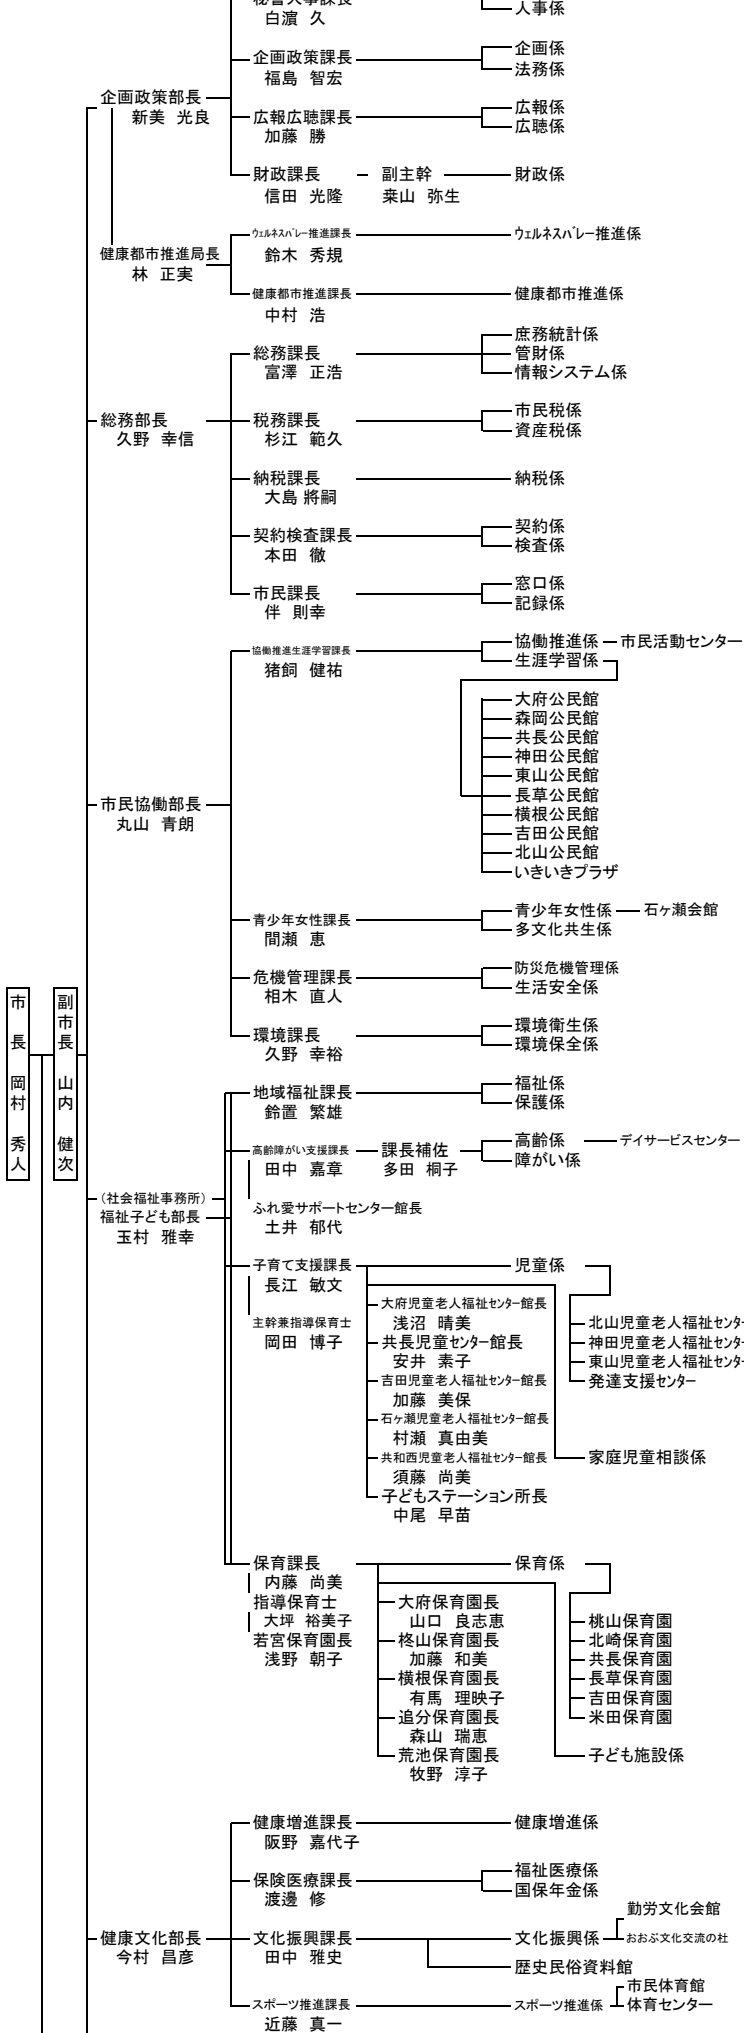 白濵 久
人事係
企画政策課長
福島 智宏
企画係
法務係
企画政策部長
新美 光良
広報広聴課長
加藤 勝
広報係
広聴係
財政課長
信田 光隆
副主幹
桒山 弥生
財政係
健康都市推進局長
林 正実
ウェルネスバレー推進課長
鈴木 秀規
ウェルネスバレー推進係
健康都市推進課長
中村 浩
健康都市推進係
総務部長
久野 幸信
総務課長
富澤 正浩
庶務統計係
管財係
情報システム係
税務課長
杉江 範久
市民税係
資産税係
納税課長
大島 將嗣
納税係
契約検査課長
本田 徹
契約係
検査係
市民課長
伴 則幸
窓口係
記録係
市民協働部長
丸山 青朗
協働推進生涯学習課長
猪飼 健祐
協働推進係
市民活動センター
生涯学習係
大府公民館
森岡公民館
共長公民館
神田公民館
東山公民館
長草公民館
横根公民館
吉田公民館
北山公民館
いきいきプラザ
青少年女性課長
間瀬 恵
青少年女性係
石ヶ瀬会館
多文化共生係
危機管理課長
相木 直人
防災危機管理係
生活安全係
環境課長
久野 幸裕
環境衛生係
環境保全係
市長 岡村 秀人
副市長 山内 健次
(社会福祉事務所)
福祉子ども部長
玉村 雅幸
地域福祉課長
鈴置 繁雄
福祉係
保護係
高齢障がい支援課長
田中 嘉章
課長補佐
多田 桐子
高齢係
デイサービスセンター
障がい係
ふれ愛サポートセンター館長
土井 郁代
子育て支援課長
長江 敏文
児童係
主幹兼指導保育士
岡田 博子
大府児童老人福祉センター館長
浅沼 晴美
共長児童センター館長
安井 素子
吉田児童老人福祉センター館長
加藤 美保
石ヶ瀬児童老人福祉センター館長
村瀬 真由美
共和西児童老人福祉センター館長
須藤 尚美
子どもステーション所長
中尾 早苗
北山児童老人福祉センター
神田児童老人福祉センター
東山児童老人福祉センター
発達支援センター
家庭児童相談係
保育課長
内藤 尚美
指導保育士
大坪 裕美子
若宮保育園長
浅野 朝子
保育係
大府保育園長
山口 良志恵
柊山保育園長
加藤 和美
横根保育園長
有馬 理映子
追分保育園長
森山 瑞恵
荒池保育園長
牧野 淳子
桃山保育園
北崎保育園
共長保育園
長草保育園
吉田保育園
米田保育園
子ども施設係
健康文化部長
今村 昌彦
健康増進課長
阪野 嘉代子
健康増進係
保険医療課長
渡邊 修
福祉医療係
国保年金係
文化振興課長
田中 雅史
文化振興係
勤労文化会館
おおぶ文化交流の杜
歴史民俗資料館
スポーツ推進課長
近藤 真一
スポーツ推進係
市民体育館
体育センター